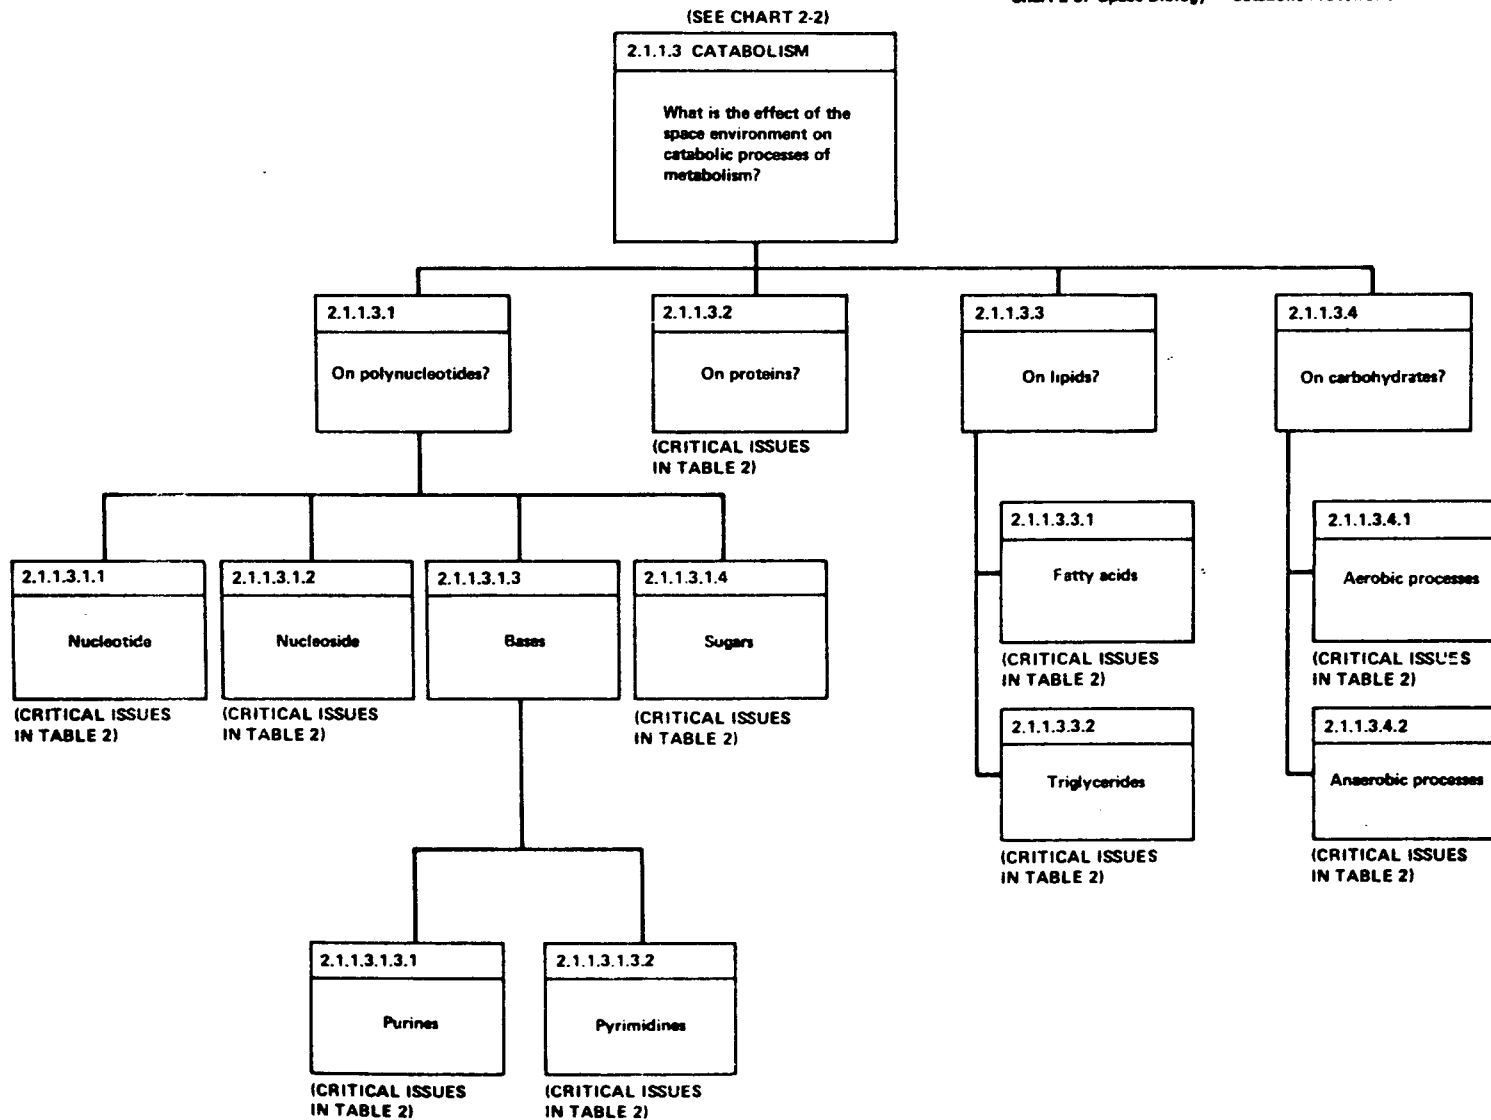 (SEE CHART 2-2)
2.1.1.3 CATABOLISM
What is the effect of the
space environment on
catabolic processes of
metabolism?
2.1.1.3.1
On polynucleotides?
2.1.1.3.2
On proteins?
(CRITICAL ISSUES
IN TABLE 2)
2.1.1.3.3
On lipids?
2.1.1.3.4
On carbohydrates?
2.1.1.3.1.1
Nucleotide
(CRITICAL ISSUES
IN TABLE 2)
2.1.1.3.1.2
Nucleoside
(CRITICAL ISSUES
IN TABLE 2)
2.1.1.3.1.3
Bases
2.1.1.3.1.4
Sugars
(CRITICAL ISSUES
IN TABLE 2)
2.1.1.3.3.1
Fatty acids
(CRITICAL ISSUES
IN TABLE 2)
2.1.1.3.4.1
Aerobic processes
(CRITICAL ISSUES
IN TABLE 2)
2.1.1.3.3.2
Triglycerides
(CRITICAL ISSUES
IN TABLE 2)
2.1.1.3.4.2
Anaerobic processes
(CRITICAL ISSUES
IN TABLE 2)
2.1.1.3.1.3.1
Purines
(CRITICAL ISSUES
IN TABLE 2)
2.1.1.3.1.3.2
Pyrimidines
(CRITICAL ISSUES
IN TABLE 2)